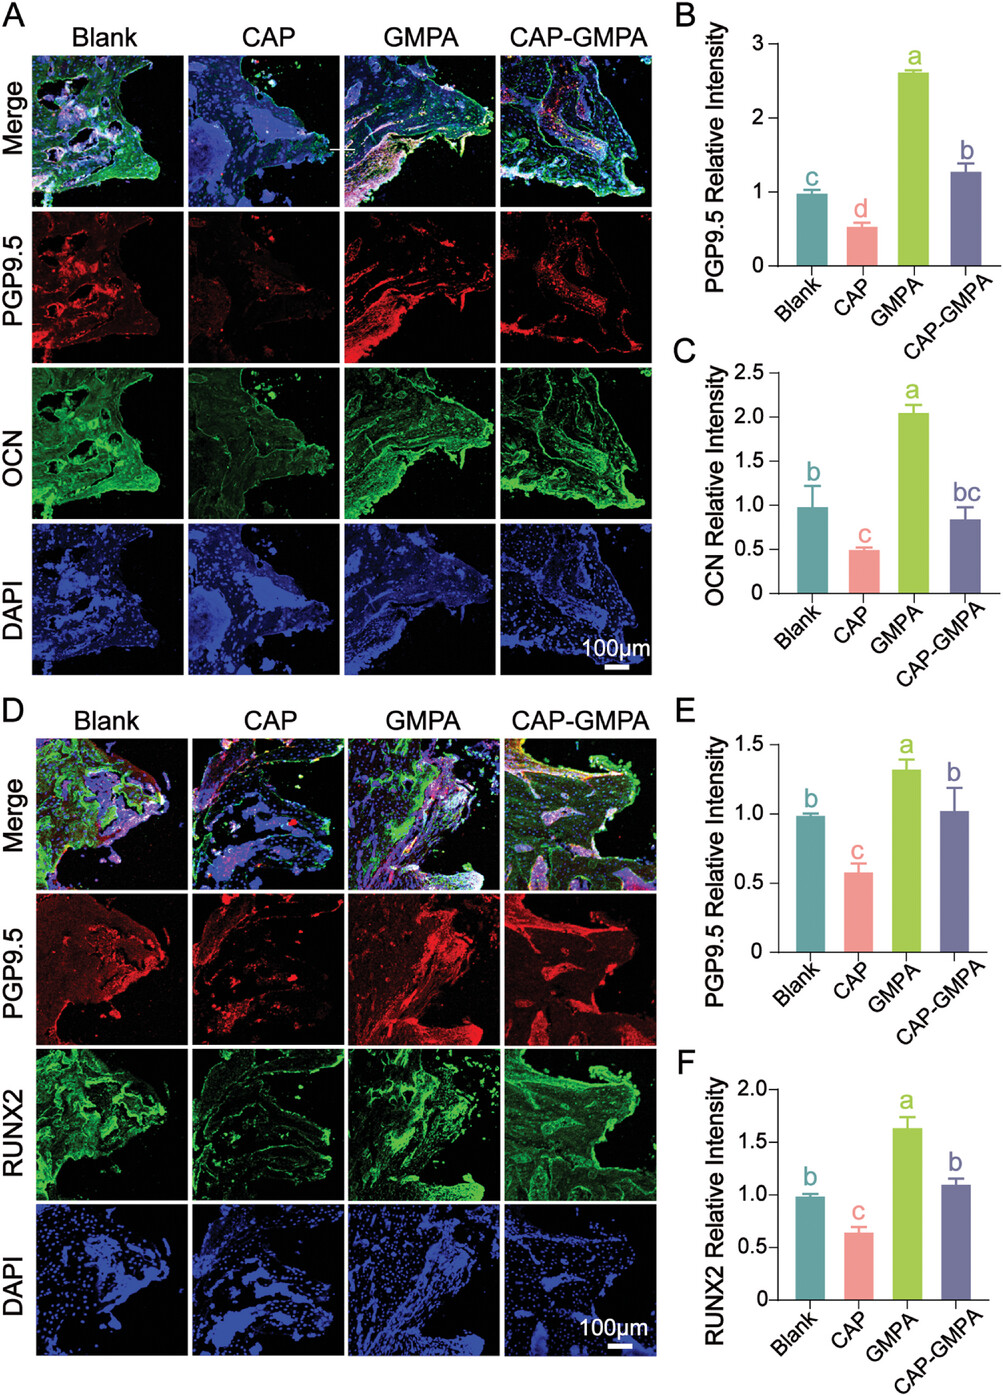 A
Blank CAP GMPA CAP-GMPA
Merge
PGP9.5
OCN
DAPI
100μm
B
PGP9.5 Relative Intensity
3
2
1
0
c
d
a
b
Blank
CAP
GMPA
CAP-GMPA
C
OCN Relative Intensity
2.5
2.0
1.5
1.0
0.5
0
b
c
a
bc
Blank
CAP
GMPA
CAP-GMPA
D
Blank CAP GMPA CAP-GMPA
Merge
PGP9.5
RUNX2
DAPI
100μm
E
PGP9.5 Relative Intensity
1.5
1.0
0.5
0
b
c
a
b
Blank
CAP
GMPA
CAP-GMPA
F
RUNX2 Relative Intensity
2.0
1.5
1.0
0.5
0
b
c
a
b
Blank
CAP
GMPA
CAP-GMPA